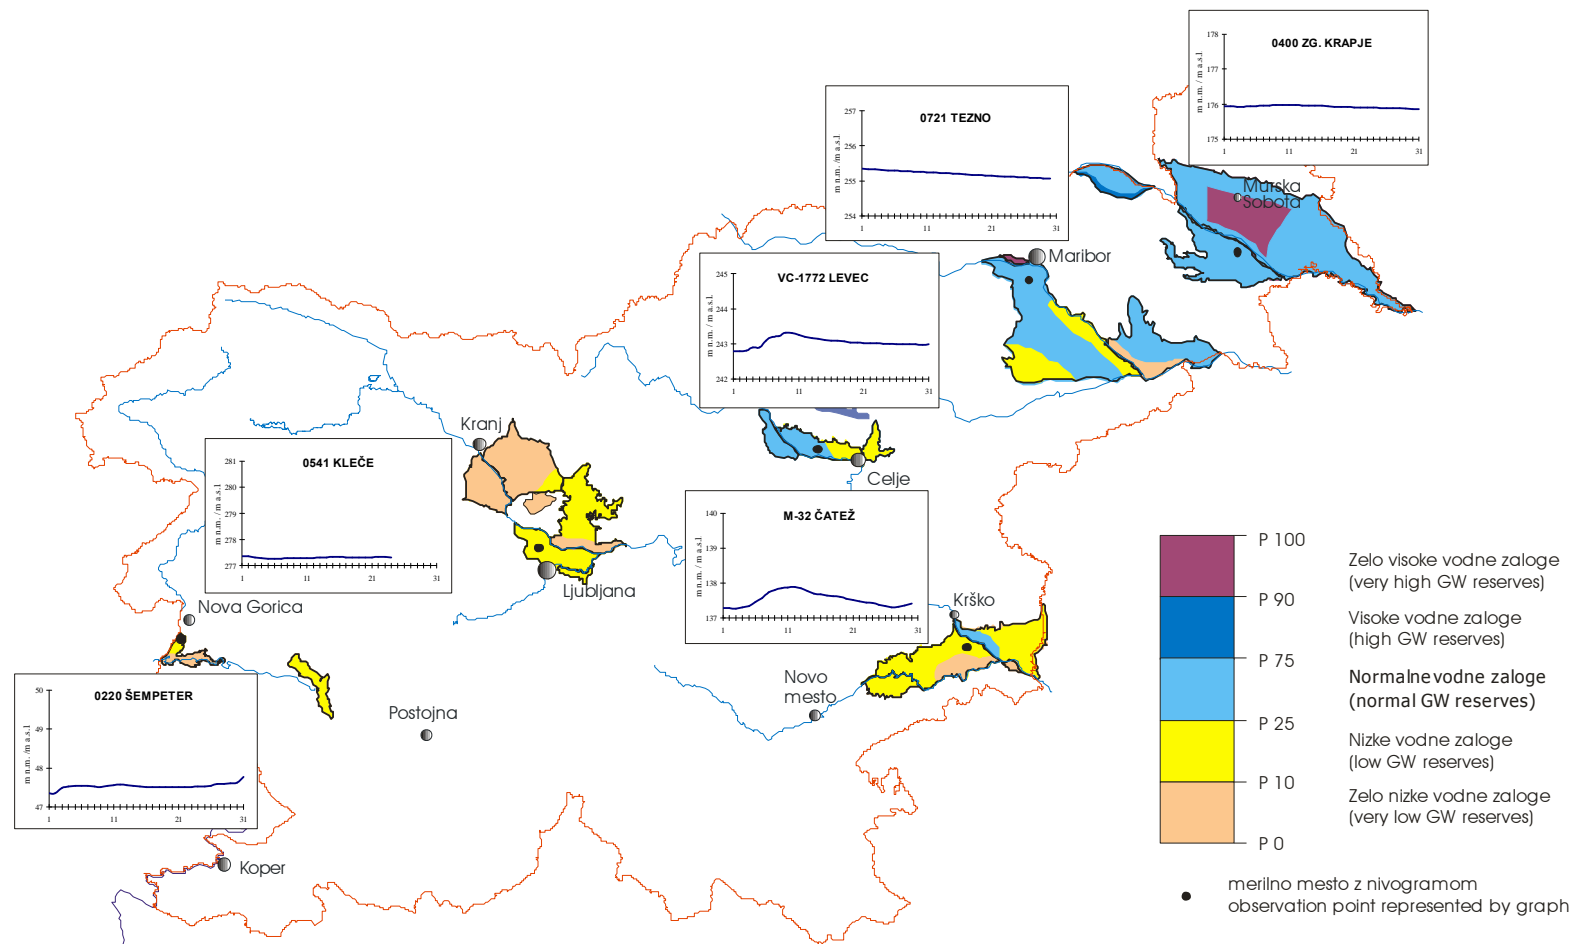 0400 ZG. KRAPJE
m n.m. / m a.s.l.
178
177
176
175
1
11
21
31
0721 TEZNO
m n.m. / m a.s.l.
257
256
255
254
1
11
21
31
Murska
Sobota
Maribor
VC-1772 LEVEC
m n.m. / m a.s.l.
245
244
243
242
1
11
21
31
Kranj
Celje
0541 KLEČE
m n.m. / m a.s.l
281
280
279
278
277
1
11
21
31
M-32 ČATEŽ
m n.m. / m a.s.l
140
139
138
137
1
11
21
31
Ljubljana
Nova Gorica
Krško
Novo
mesto
Postojna
0220 ŠEMPETER
m n.m. /m a.s.l
50
49
48
47
1
11
21
31
Koper
P 100
Zelo visoke vodne zaloge
(very high GW reserves)
P 90
Visoke vodne zaloge
(high GW reserves)
P 75
Normalne vodne zaloge
(normal GW reserves)
P 25
Nizke vodne zaloge
(low GW reserves)
P 10
Zelo nizke vodne zaloge
(very low GW reserves)
P 0
merilno mesto z nivogramom
observation point represented by graph